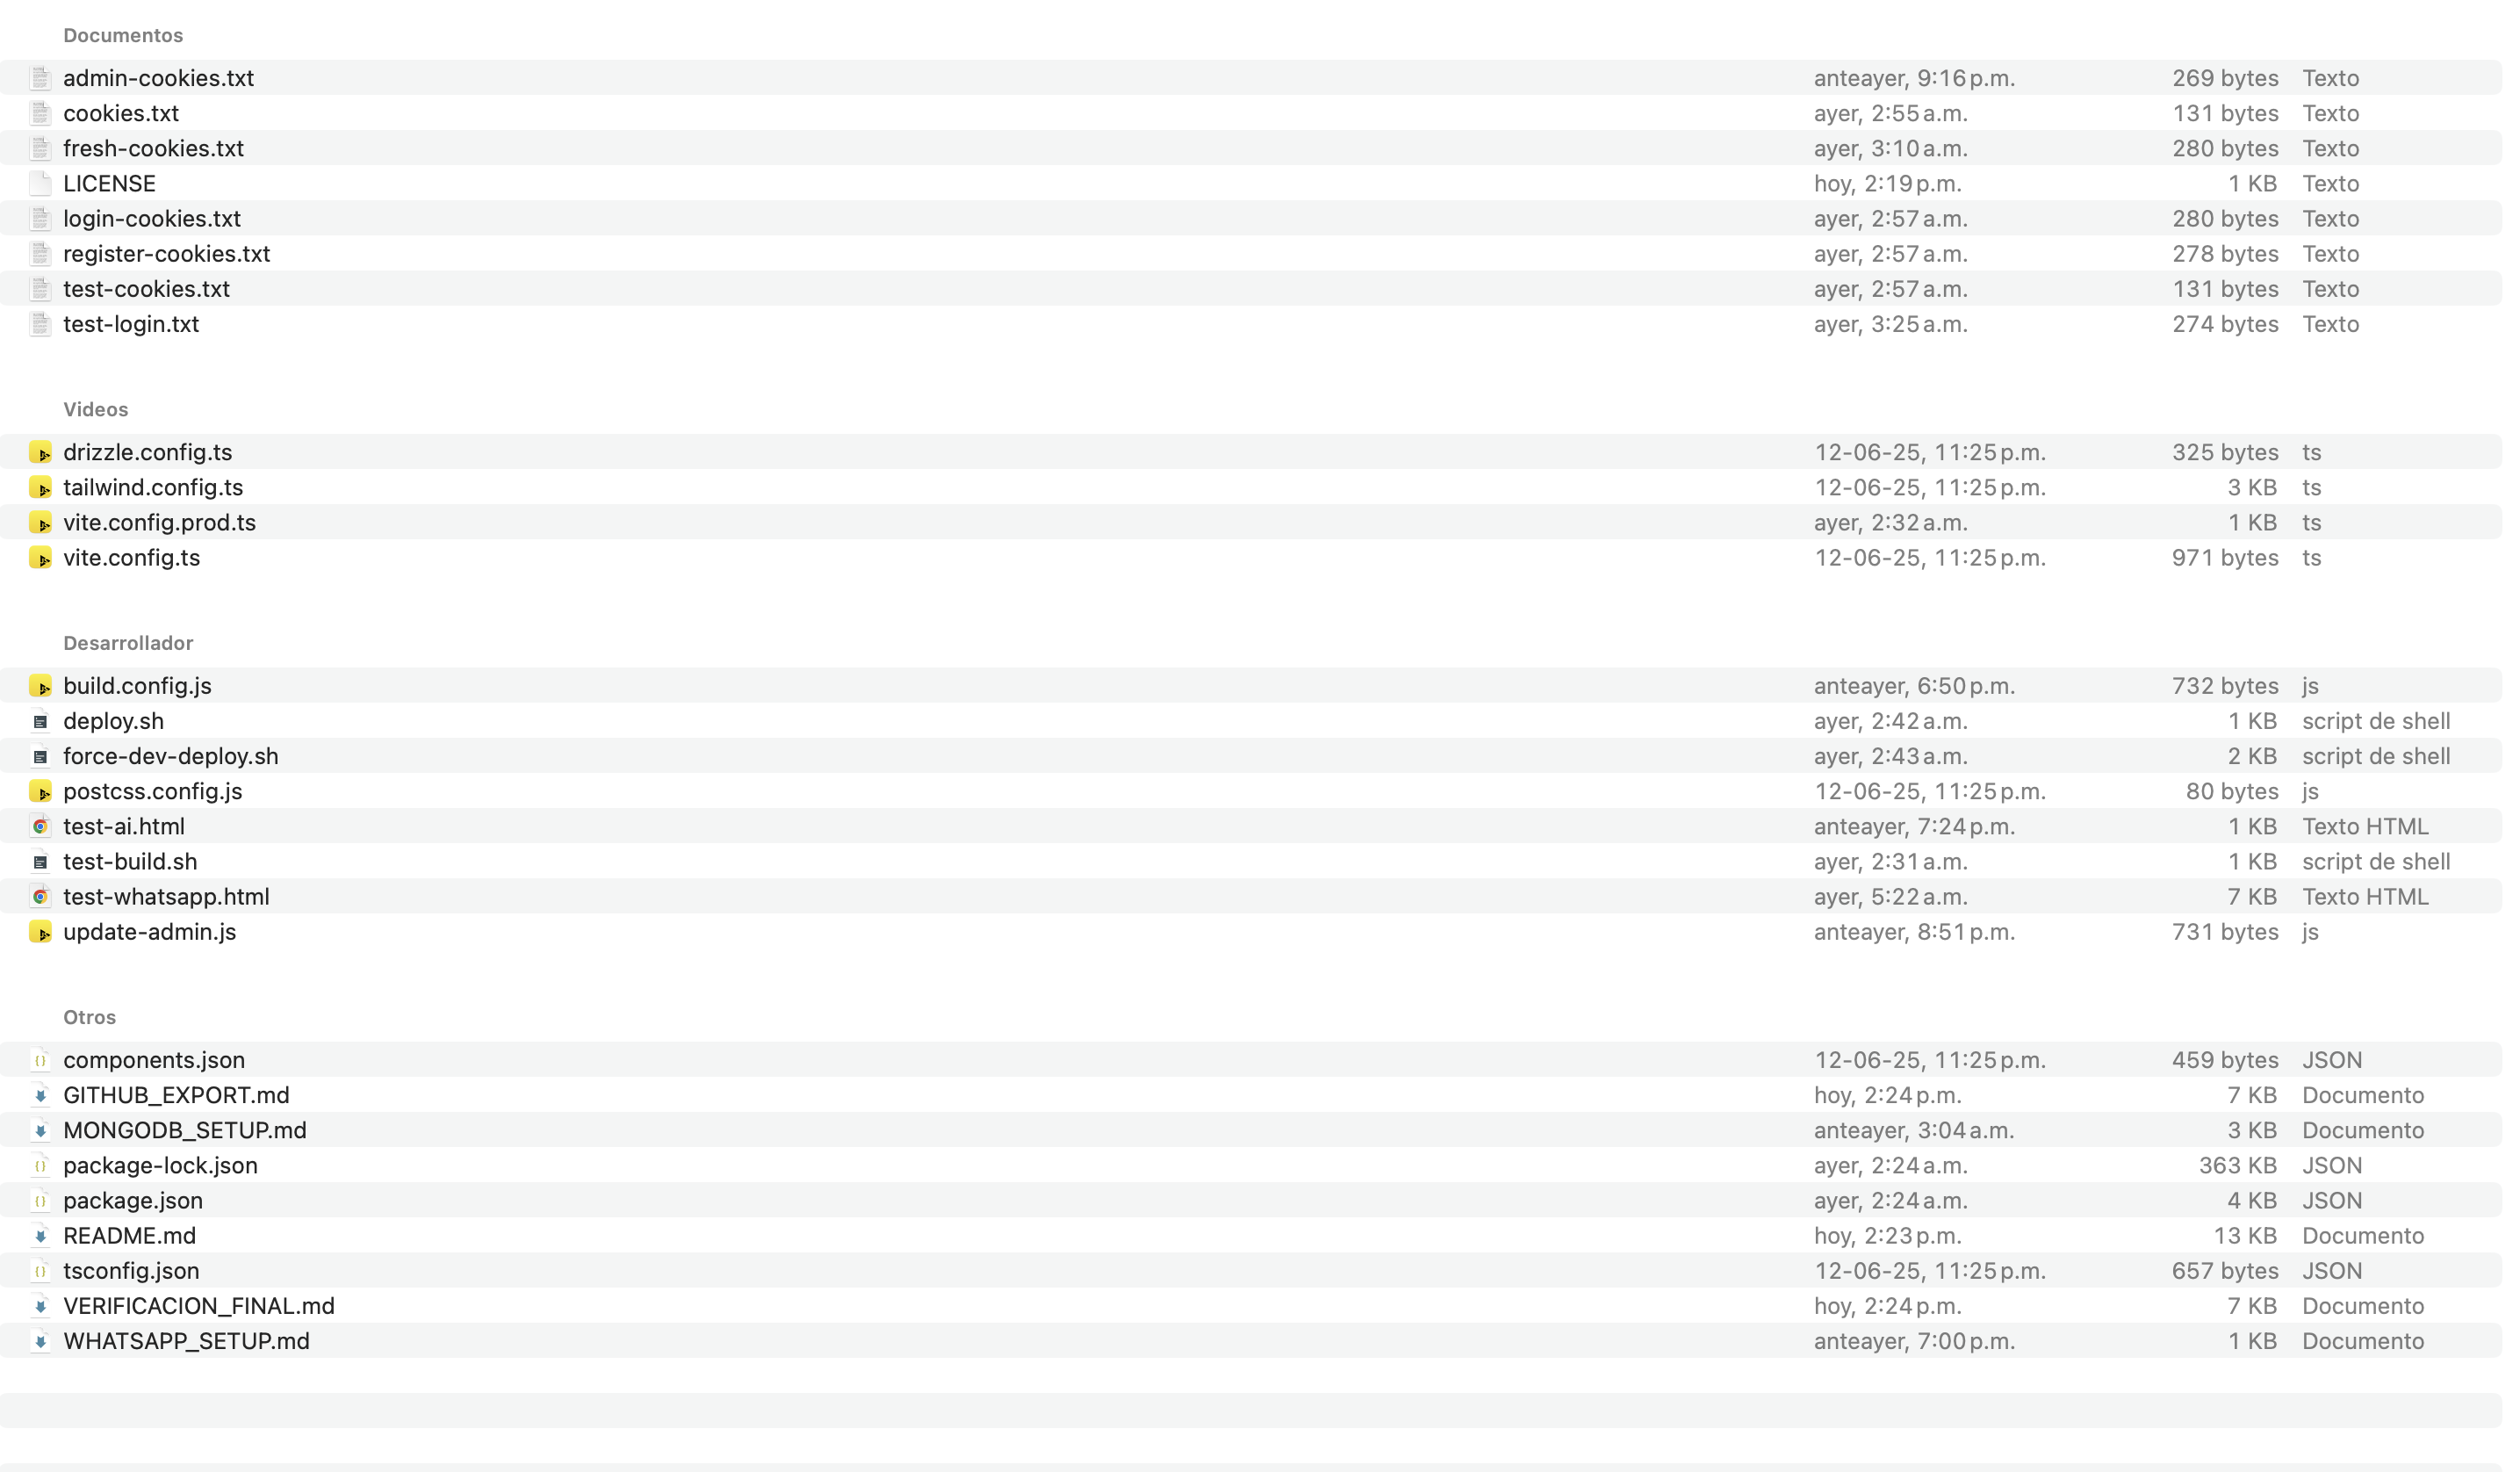 Documentos
admin-cookies.txt anteayer, 9:16 p.m. 269 bytes Texto
cookies.txt ayer, 2:55 a.m. 131 bytes Texto
fresh-cookies.txt ayer, 3:10 a.m. 280 bytes Texto
LICENSE hoy, 2:19 p.m. 1 KB Texto
login-cookies.txt ayer, 2:57 a.m. 280 bytes Texto
register-cookies.txt ayer, 2:57 a.m. 278 bytes Texto
test-cookies.txt ayer, 2:57 a.m. 131 bytes Texto
test-login.txt ayer, 3:25 a.m. 274 bytes Texto
Videos
drizzle.config.ts 12-06-25, 11:25 p.m. 325 bytes ts
tailwind.config.ts 12-06-25, 11:25 p.m. 3 KB ts
vite.config.prod.ts ayer, 2:32 a.m. 1 KB ts
vite.config.ts 12-06-25, 11:25 p.m. 971 bytes ts
Desarrollador
build.config.js anteayer, 6:50 p.m. 732 bytes js
deploy.sh ayer, 2:42 a.m. 1 KB script de shell
force-dev-deploy.sh ayer, 2:43 a.m. 2 KB script de shell
postcss.config.js 12-06-25, 11:25 p.m. 80 bytes js
test-ai.html anteayer, 7:24 p.m. 1 KB Texto HTML
test-build.sh ayer, 2:31 a.m. 1 KB script de shell
test-whatsapp.html ayer, 5:22 a.m. 7 KB Texto HTML
update-admin.js anteayer, 8:51 p.m. 731 bytes js
Otros
components.json 12-06-25, 11:25 p.m. 459 bytes JSON
GITHUB_EXPORT.md hoy, 2:24 p.m. 7 KB Documento
MONGODB_SETUP.md anteayer, 3:04 a.m. 3 KB Documento
package-lock.json ayer, 2:24 a.m. 363 KB JSON
package.json ayer, 2:24 a.m. 4 KB JSON
README.md hoy, 2:23 p.m. 13 KB Documento
tsconfig.json 12-06-25, 11:25 p.m. 657 bytes JSON
VERIFICACION_FINAL.md hoy, 2:24 p.m. 7 KB Documento
WHATSAPP_SETUP.md anteayer, 7:00 p.m. 1 KB Documento